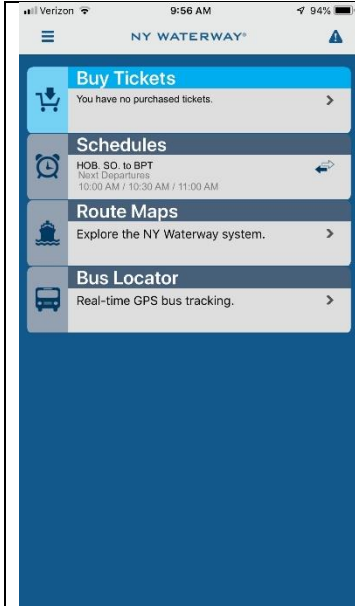 Verizon 9:56 AM 94%
NY WATERWAY®
Buy Tickets
You have no purchased tickets.
Schedules
HOB. SO. to BPT
Next Departures
10:00 AM / 10:30 AM / 11:00 AM
Route Maps
Explore the NY Waterway system.
Bus Locator
Real-time GPS bus tracking.